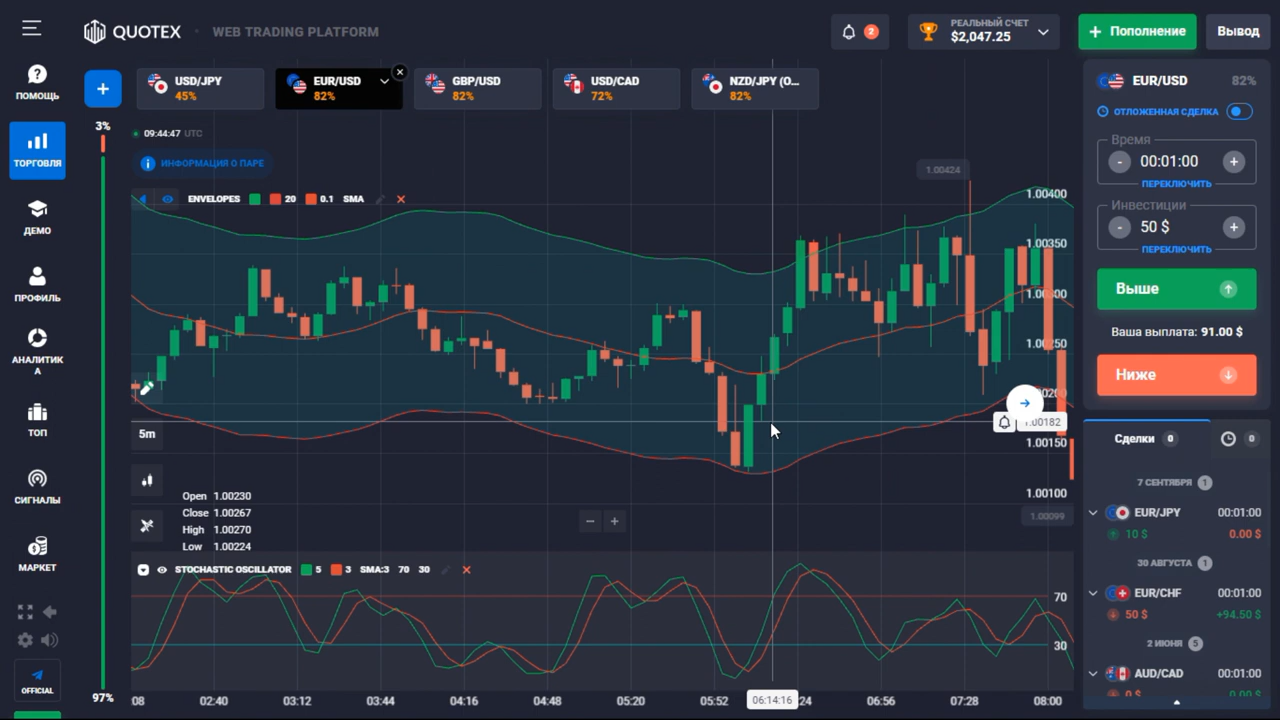 QUOTEX
WEB TRADING PLATFORM
2
РЕАЛЬНЫЙ СЧЕТ
$2,047.25
+ Пополнение
Вывод
ПОМОЩЬ
ТОРГОВЛЯ
ДЕМО
ПРОФИЛЬ
АНАЛИТИК
А
ТОП
СИГНАЛЫ
МАРКЕТ
OFFICIAL
+
USD/JPY
45%
EUR/USD
82%
GBP/USD
82%
USD/CAD
72%
NZD/JPY (O...
82%
3%
97%
09:44:47 UTC
ИНФОРМАЦИЯ О ПАРЕ
ENVELOPES 20 0.1 SMA
1.00424
1.00400
1.00350
1.00300
1.00250
1.00200
1.00182
1.00150
1.00100
1.00099
5m
Open 1.00230
Close 1.00267
High 1.00270
Low 1.00224
STOCHASTIC OSCILLATOR 5 3 SMA:3 70 30
70
30
:08 02:40 03:12 03:44 04:16 04:48 05:20 05:52 06:14:16 24 06:56 07:28 08:00
EUR/USD 82%
ОТЛОЖЕННАЯ СДЕЛКА
Время
- 00:01:00 +
ПЕРЕКЛЮЧИТЬ
Инвестиции
- 50 $ +
ПЕРЕКЛЮЧИТЬ
Выше
Ваша выплата: 91.00 $
Ниже
Сделки 0 0
7 СЕНТЯБРЯ 1
EUR/JPY 00:01:00
10 $ 0.00 $
30 АВГУСТА 1
EUR/CHF 00:01:00
50 $ +94.50 $
2 ИЮНЯ 5
AUD/CAD 00:01:00